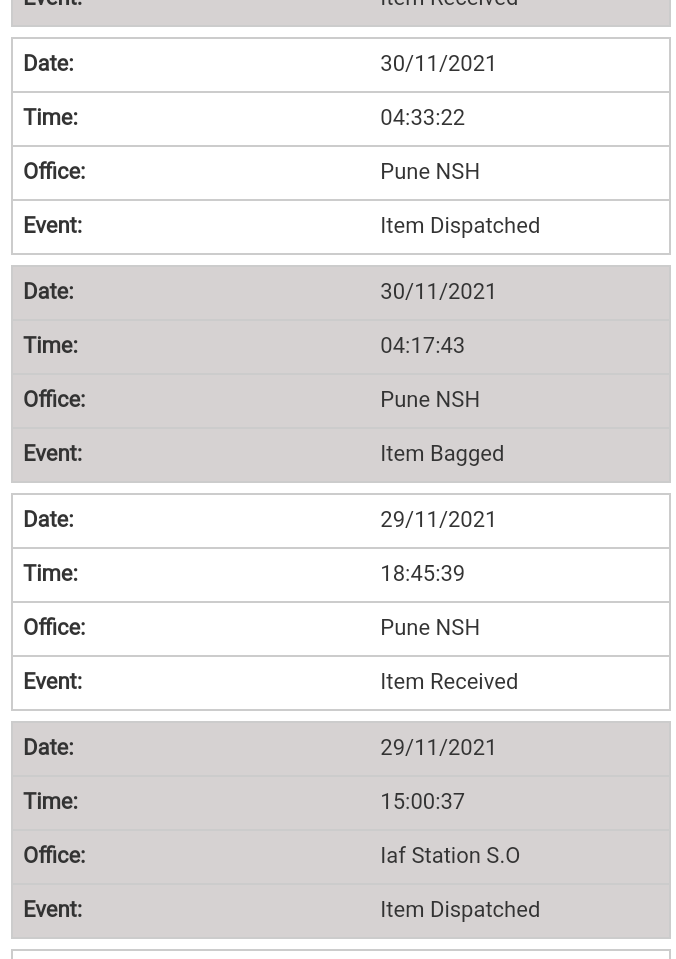 Event: Item Received
Date: 30/11/2021
Time: 04:33:22
Office: Pune NSH
Event: Item Dispatched
Date: 30/11/2021
Time: 04:17:43
Office: Pune NSH
Event: Item Bagged
Date: 29/11/2021
Time: 18:45:39
Office: Pune NSH
Event: Item Received
Date: 29/11/2021
Time: 15:00:37
Office: Iaf Station S.O
Event: Item Dispatched